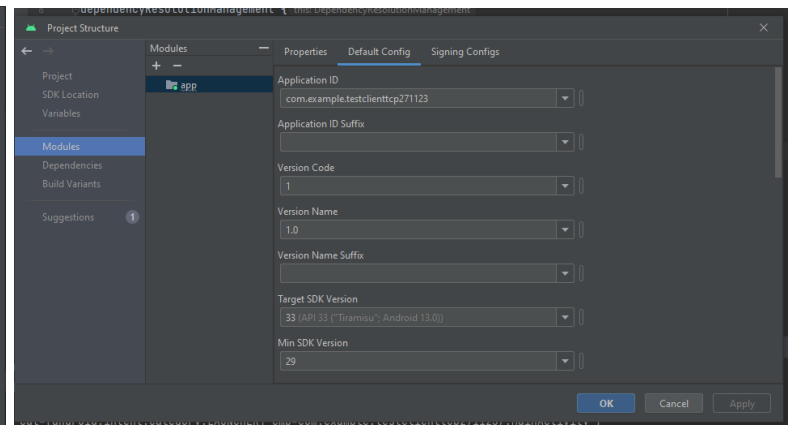 dependencyResolutionManagement { this: DependencyResolutionManagement
Project Structure
Modules
Properties Default Config Signing Configs
Project
SDK Location
Variables
Modules
Dependencies
Build Variants
Suggestions 1
app
Application ID
com.example.testclienttcp271123
Application ID Suffix
Version Code
1
Version Name
1.0
Version Name Suffix
Target SDK Version
33 (API 33 ("Tiramisu"; Android 13.0))
Min SDK Version
29
OK Cancel Apply